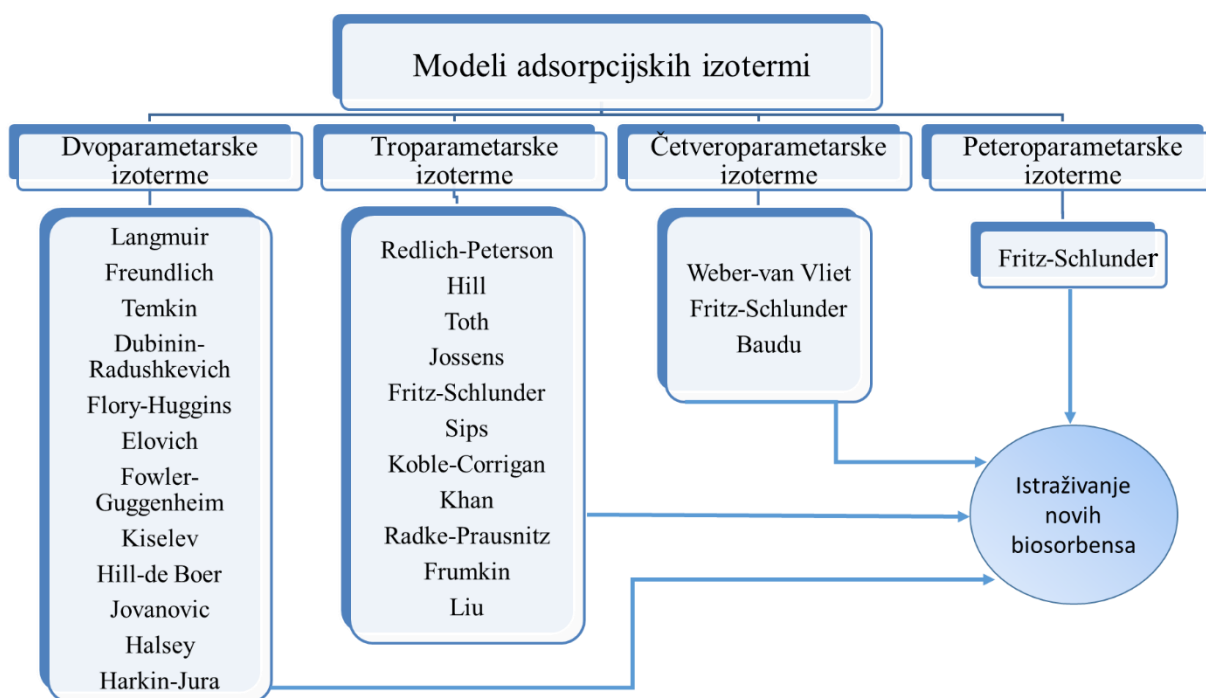 Modeli adsorpcijskih izotermi
Dvoparametarske
izoterme
Langmuir
Freundlich
Temkin
Dubinin-
Radushkevich
Flory-Huggins
Elovich
Fowler-
Guggenheim
Kiselev
Hill-de Boer
Jovanovic
Halsey
Harkin-Jura
Troparametarske
izoterme
Redlich-Peterson
Hill
Toth
Jossens
Fritz-Schlunder
Sips
Koble-Corrigan
Khan
Radke-Prausnitz
Frumkin
Liu
Četveroparametarske
izoterme
Weber-van Vliet
Fritz-Schlunder
Baudu
Peteroparametarske
izoterme
Fritz-Schlunder
Istraživanje
novih
biosorbensa